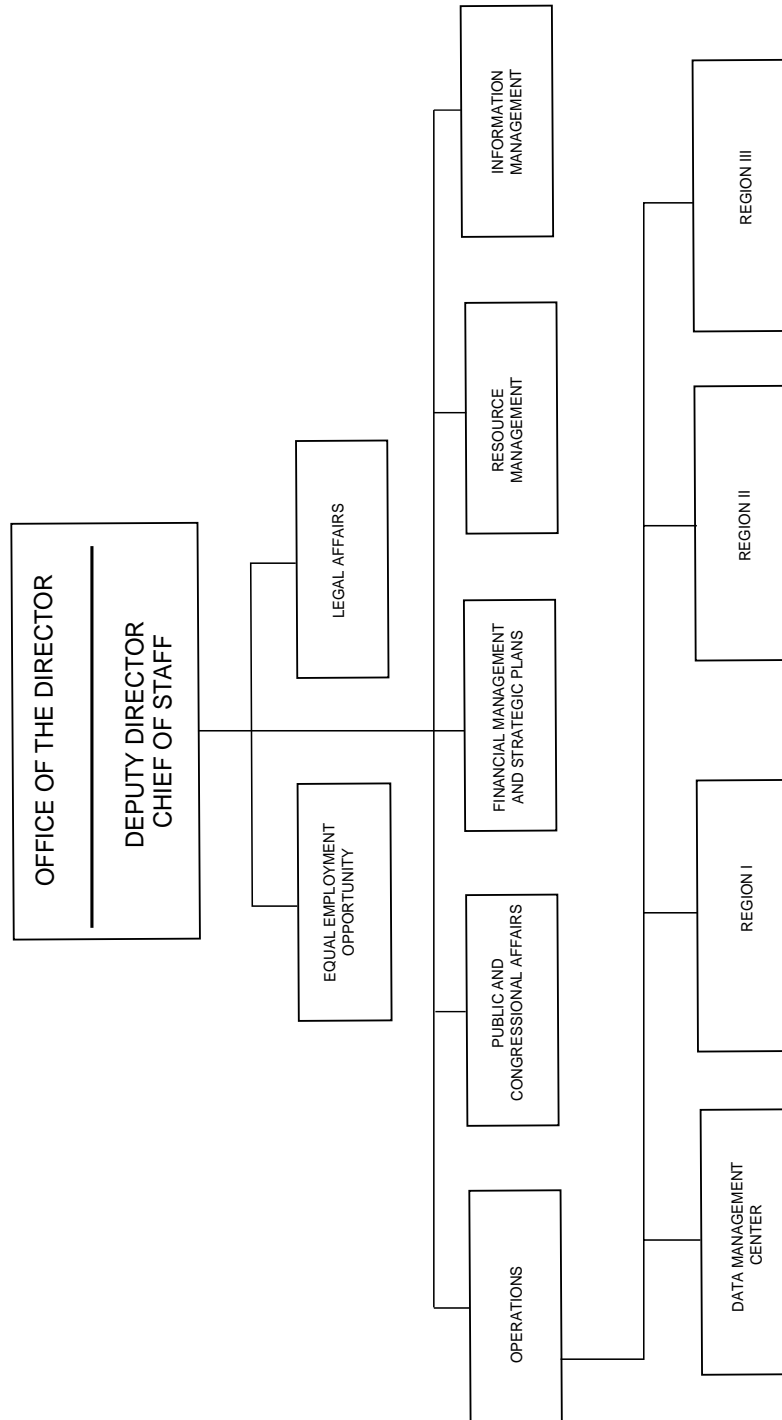 OFFICE OF THE DIRECTOR
DEPUTY DIRECTOR
CHIEF OF STAFF
EQUAL EMPLOYMENT
OPPORTUNITY
LEGAL AFFAIRS
OPERATIONS
PUBLIC AND
CONGRESSIONAL AFFAIRS
FINANCIAL MANAGEMENT
AND STRATEGIC PLANS
RESOURCE
MANAGEMENT
INFORMATION
MANAGEMENT
DATA MANAGEMENT
CENTER
REGION I
REGION II
REGION III